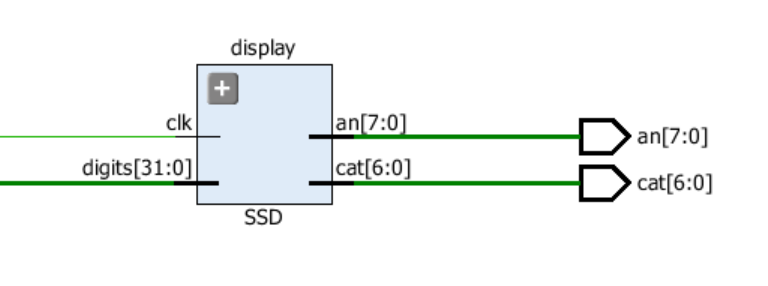 display
clk
an[7:0]
an[7:0]
digits[31:0]
cat[6:0]
cat[6:0]
SSD